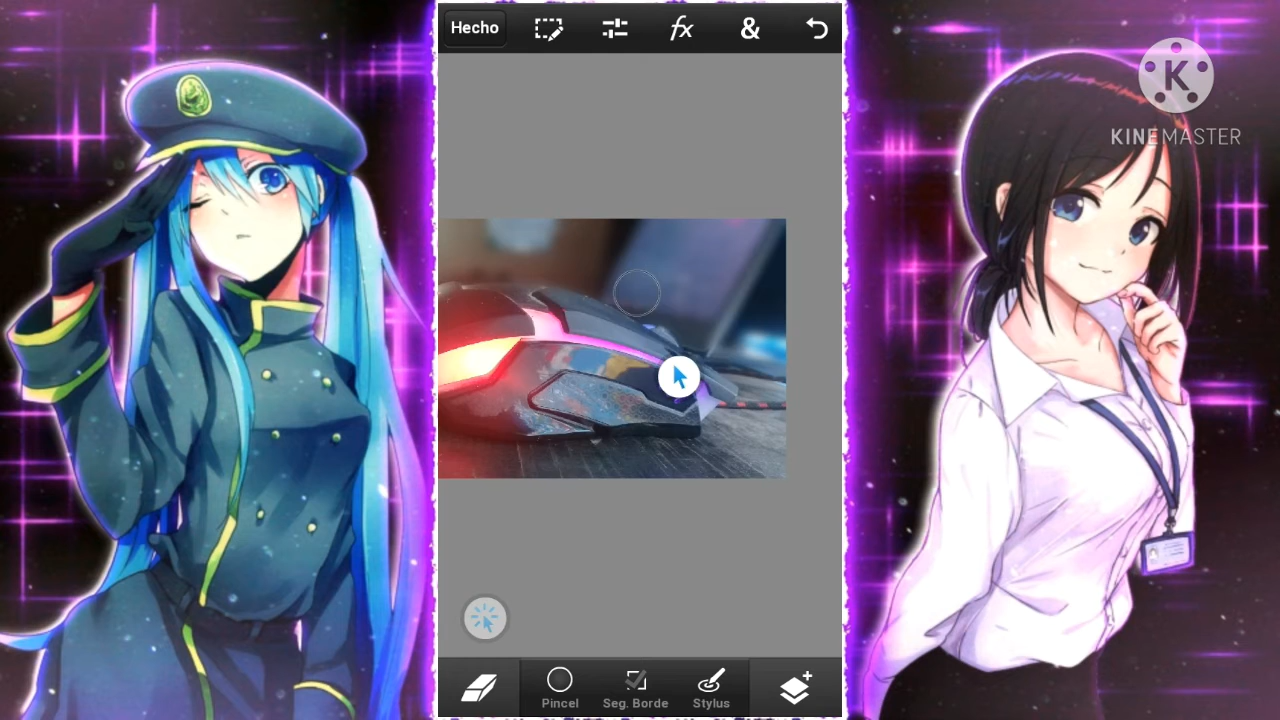 Hecho
fx
&
K
KINEMASTER
Pincel
Seg. Borde
Stylus